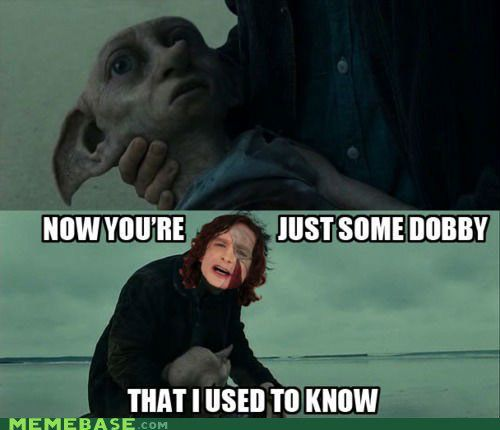 NOW YOU'RE JUST SOME DOBBY
THAT I USED TO KNOW
MEMEBASE.com